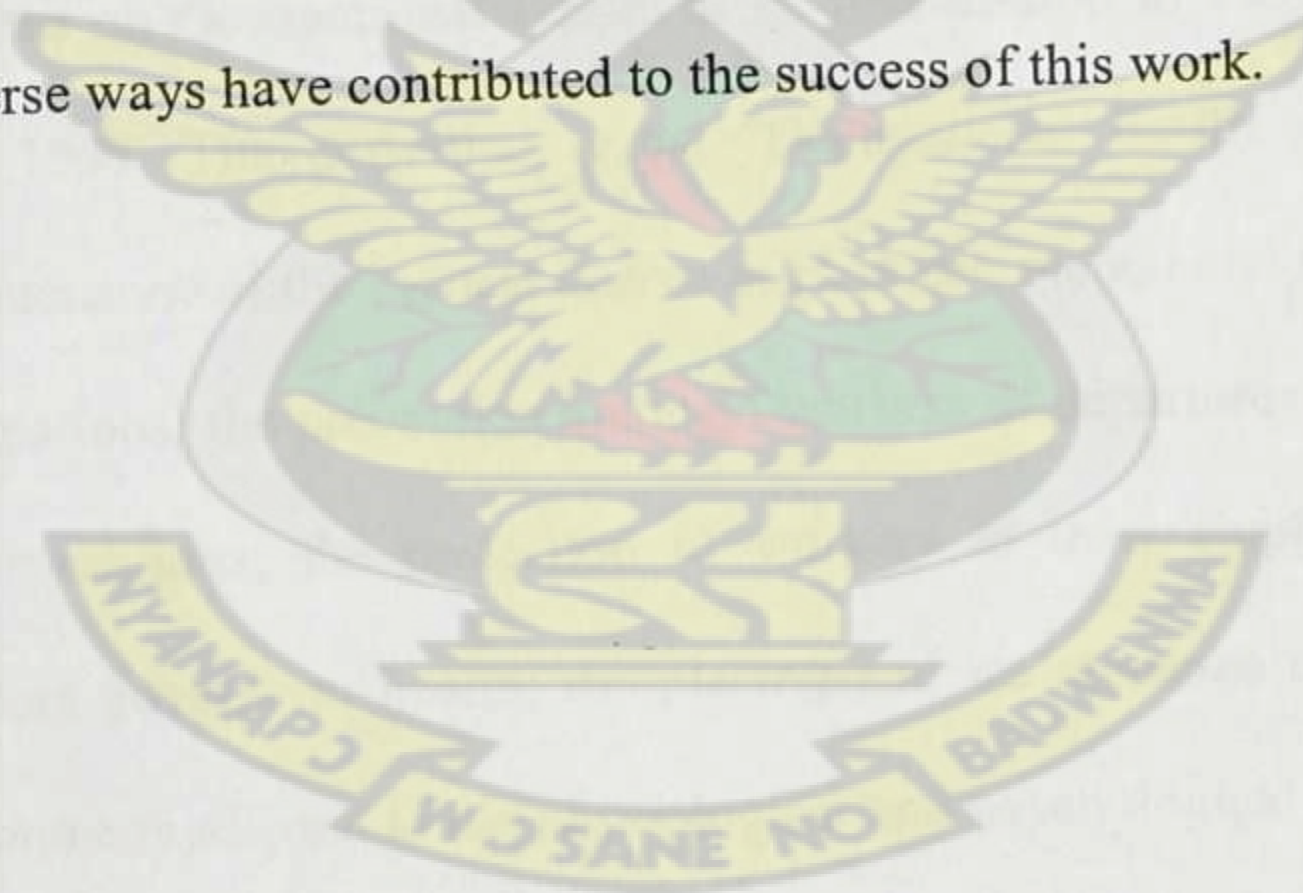 rse ways have contributed to the success of this work.
NYANSAPƆ
WƆSANE NO
BADWENMA